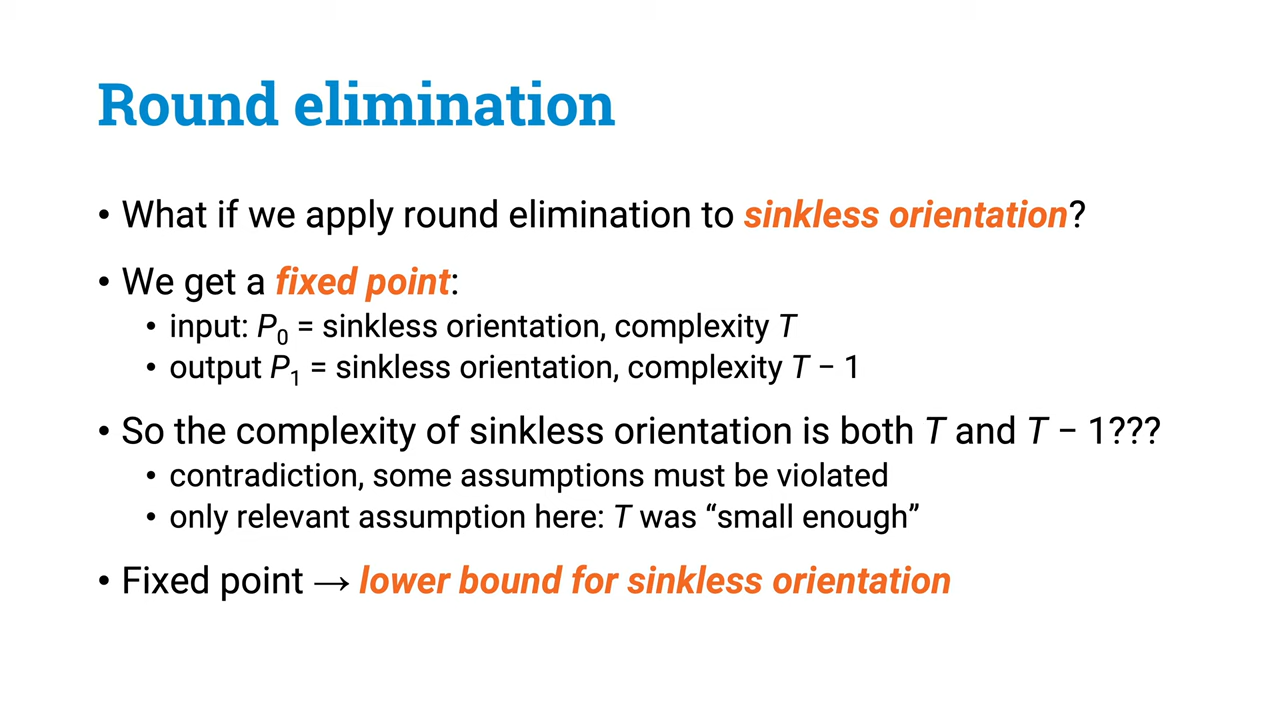 Round elimination
• What if we apply round elimination to sinkless orientation?
• We get a fixed point:
• input: P₀ = sinkless orientation, complexity T
• output P₁ = sinkless orientation, complexity T − 1
• So the complexity of sinkless orientation is both T and T − 1???
• contradiction, some assumptions must be violated
• only relevant assumption here: T was “small enough”
• Fixed point → lower bound for sinkless orientation